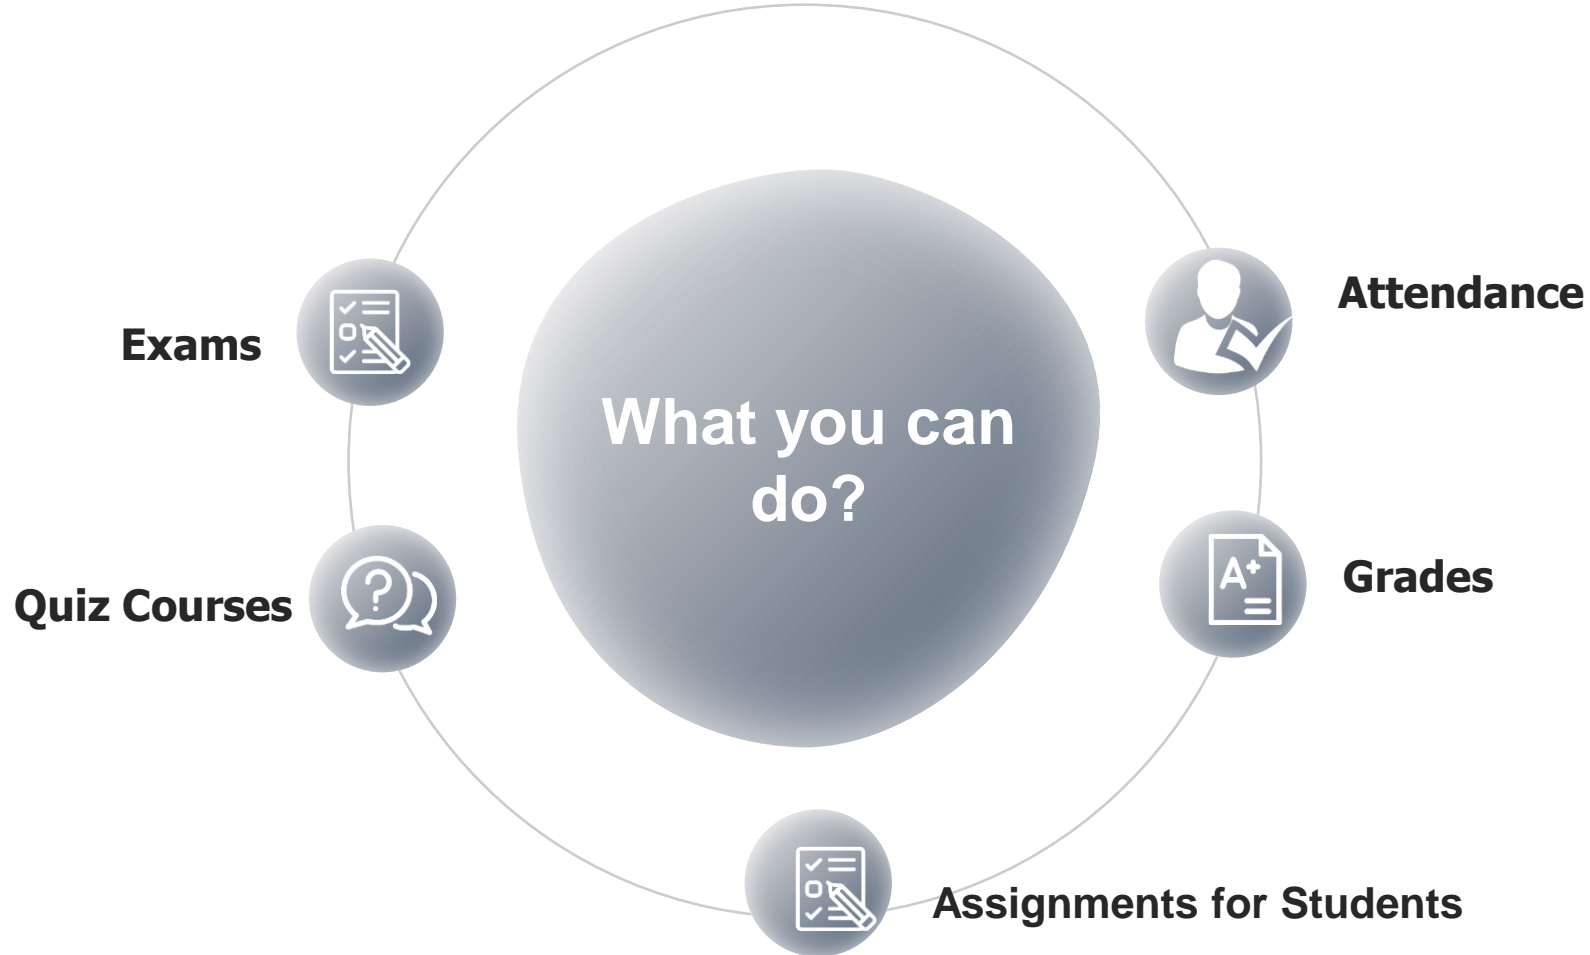 Attendance
Exams
What you can
do?
Grades
Quiz Courses
A+
Assignments for Students